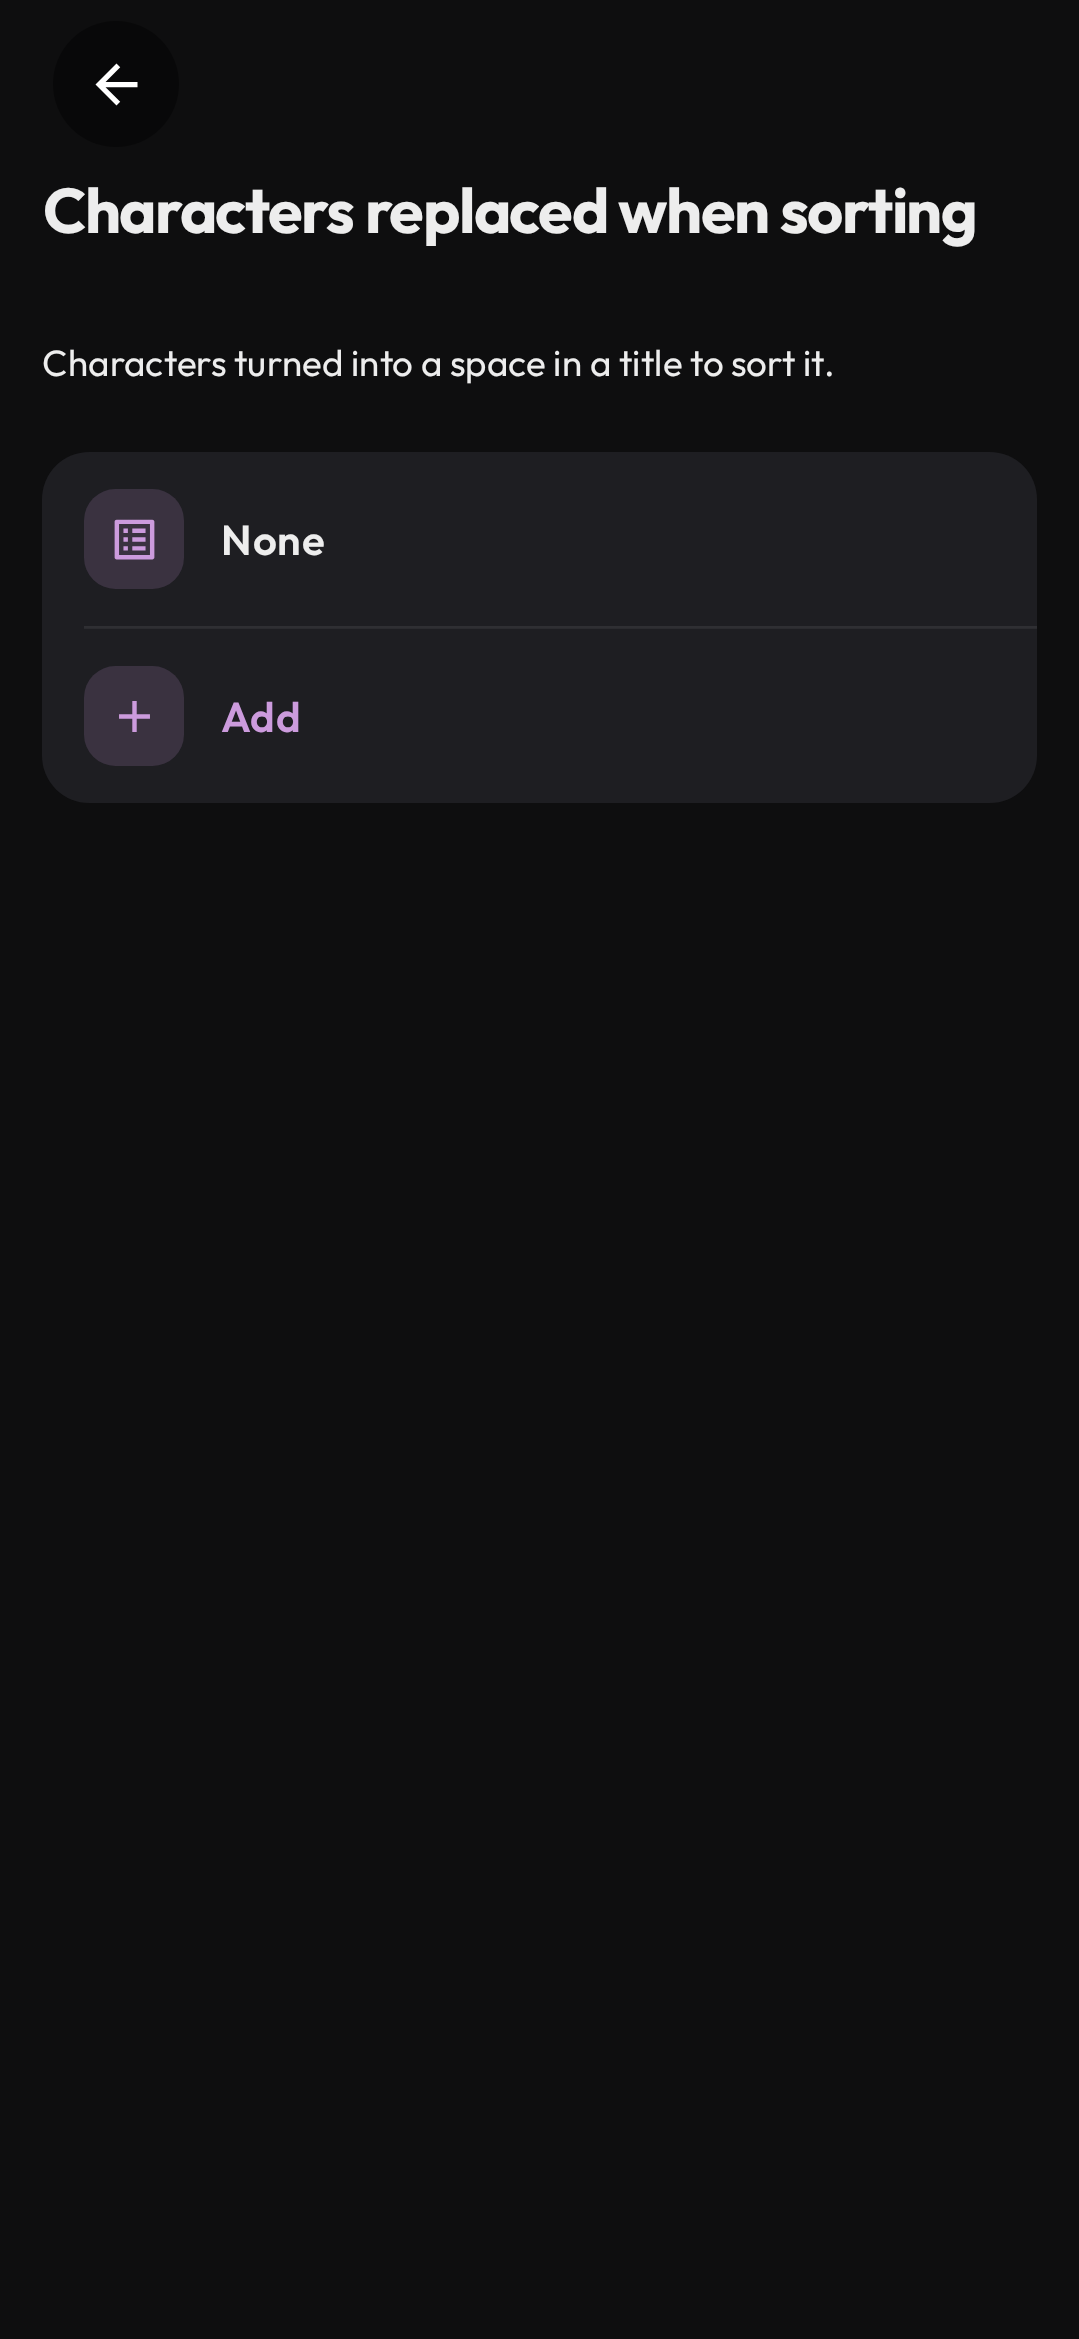 Characters replaced when sorting
Characters turned into a space in a title to sort it.
None
Add